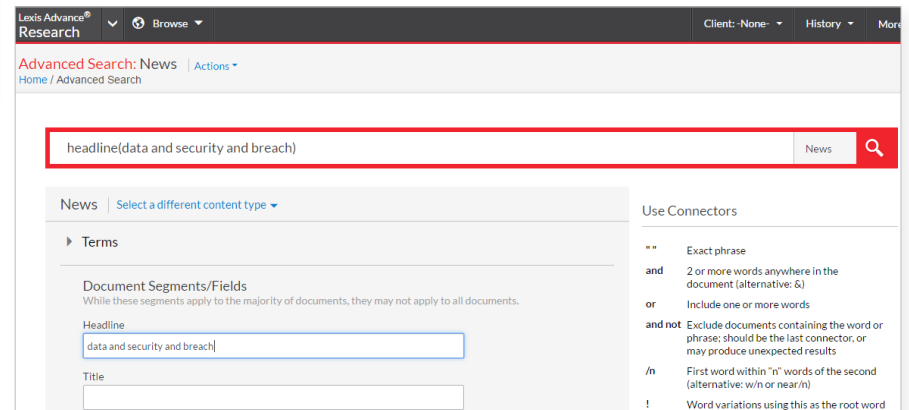 Lexis Advance®
Research
Browse
Client: -None-
History
More
Advanced Search: News | Actions
Home / Advanced Search
headline(data and security and breach)
News
News | Select a different content type
Terms
Document Segments/Fields
While these segments apply to the majority of documents, they may not apply to all documents.
Headline
data and security and breach
Title
Use Connectors
" " Exact phrase
and 2 or more words anywhere in the
document (alternative: &)
or Include one or more words
and not Exclude documents containing the word or
phrase; should be the last connector, or
may produce unexpected results
/n First word within "n" words of the second
(alternative: w/n or near/n)
! Word variations using this as the root word